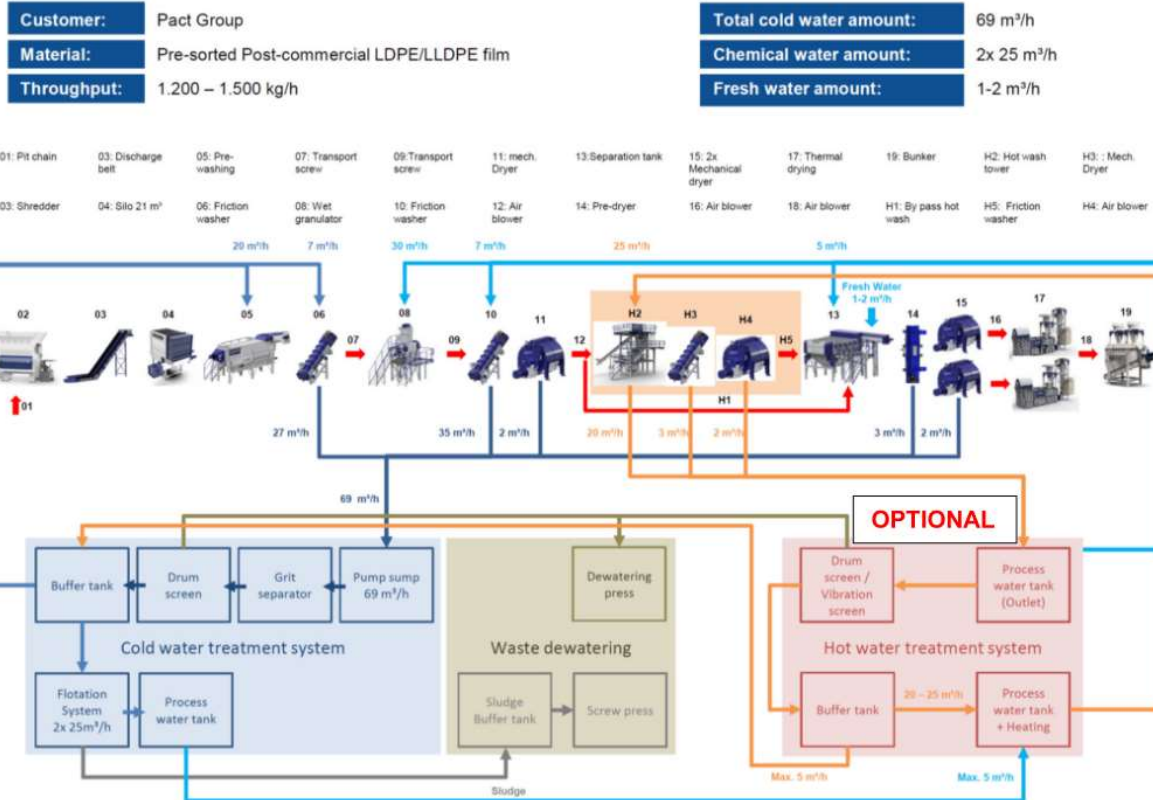 Customer: Pact Group
Material: Pre-sorted Post-commercial LDPE/LLDPE film
Throughput: 1.200 – 1.500 kg/h
Total cold water amount: 69 m³/h
Chemical water amount: 2x 25 m³/h
Fresh water amount: 1-2 m³/h
01: Pit chain
03: Discharge
belt
05: Pre-
washing
07: Transport
screw
09:Transport
screw
11: mech.
Dryer
13:Separation tank
15: 2x
Mechanical
dryer
17: Thermal
drying
19: Bunker
H2: Hot wash
tower
H3: : Mech.
Dryer
03: Shredder
04: Silo 21 m³
06: Friction
washer
08: Wet
granulator
10: Friction
washer
12: Air
blower
14: Pre-dryer
16: Air blower
18: Air blower
H1: By pass hot
wash
H5: Friction
washer
H4: Air blower
20 m³/h
7 m³/h
30 m³/h
7 m³/h
25 m³/h
5 m³/h
Fresh Water
1-2 m³/h
02
03
04
05
06
07
08
09
10
11
12
H2
H3
H4
H5
13
14
15
16
17
18
19
01
H1
27 m³/h
35 m³/h
2 m³/h
20 m³/h
3 m³/h
2 m³/h
3 m³/h
2 m³/h
69 m³/h
OPTIONAL
Buffer tank
Drum
screen
Grit
separator
Pump sump
69 m³/h
Dewatering
press
Drum
screen /
Vibration
screen
Process
water tank
(Outlet)
Cold water treatment system
Waste dewatering
Hot water treatment system
Flotation
System
2x 25m³/h
Process
water tank
Sludge
Buffer tank
Screw press
Buffer tank
20 – 25 m³/h
Process
water tank
+ Heating
Max. 5 m³/h
Max. 5 m³/h
Sludge